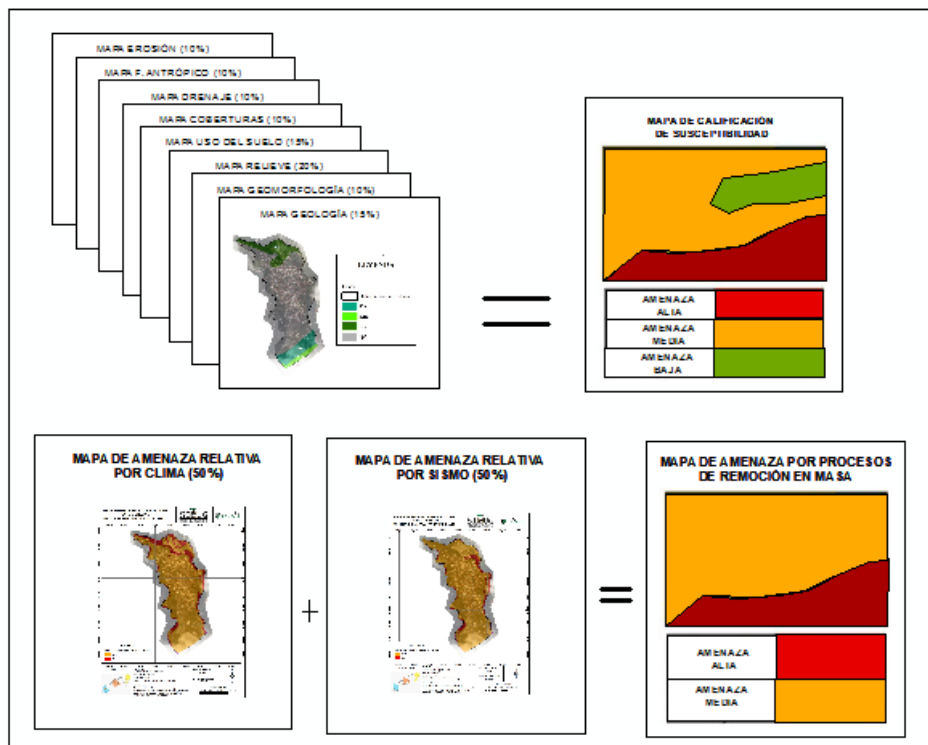 MAPA EROSIÓN (10%)
MAPA F. ANTRÓPICO (10%)
MAPA DRENAJE (10%)
MAPA COBERTURAS (10%)
MAPA USO DEL SUELO (15%)
MAPA RELIEVE (20%)
MAPA GEOMORFOLOGÍA (10%)
MAPA GEOLOGÍA (15%)
LEYENDA
=
MAPA DE CALIFICACIÓN
DE SUSCEPTIBILIDAD
AMENAZA
ALTA
AMENAZA
MEDIA
AMENAZA
BAJA
MAPA DE AMENAZA RELATIVA
POR CLIMA (50%)
+
MAPA DE AMENAZA RELATIVA
POR SISMO (50%)
=
MAPA DE AMENAZA POR PROCESOS
DE REMOCIÓN EN MASA
AMENAZA
ALTA
AMENAZA
MEDIA